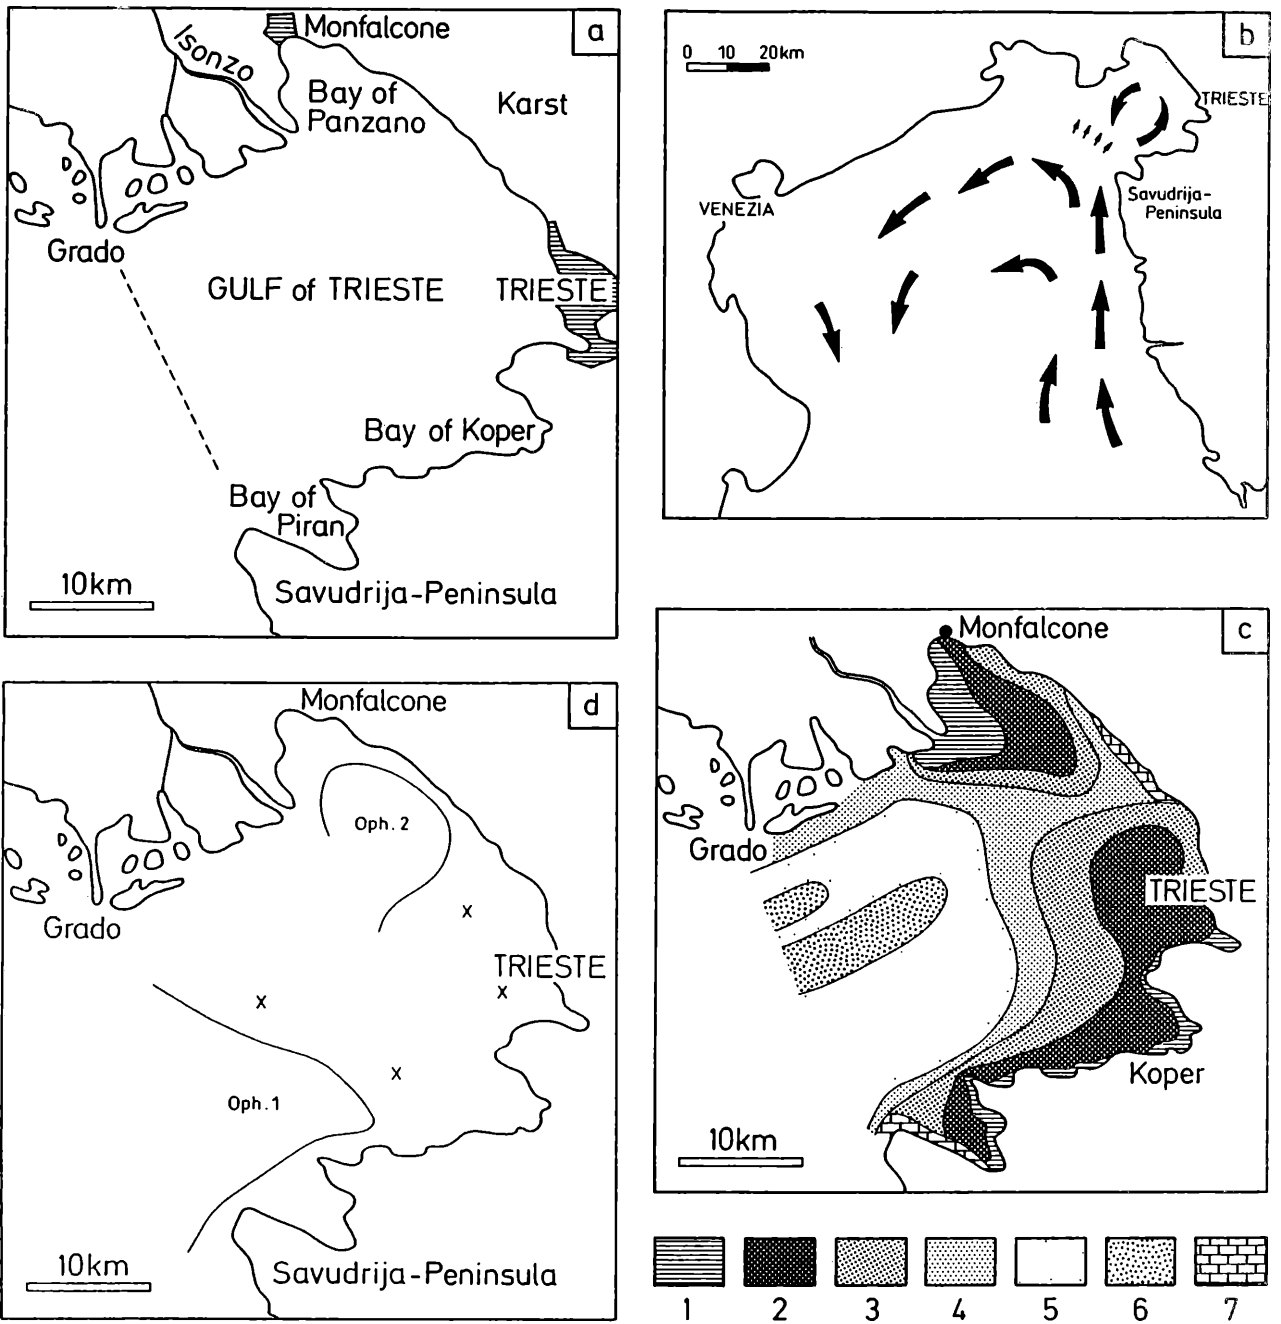 a
Monfalcone
Isonzo
Bay of
Panzano
Karst
Grado
GULF of TRIESTE
TRIESTE
Bay of Koper
Bay of
Piran
10km
Savudrija-Peninsula
b
0 10 20km
TRIESTE
Savudrija-
Peninsula
VENEZIA
c
Monfalcone
Grado
TRIESTE
Koper
10km
d
Monfalcone
Oph.2
Grado
x
TRIESTE
x
x
x
Oph.1
10km
Savudrija-Peninsula
1 2 3 4 5 6 7